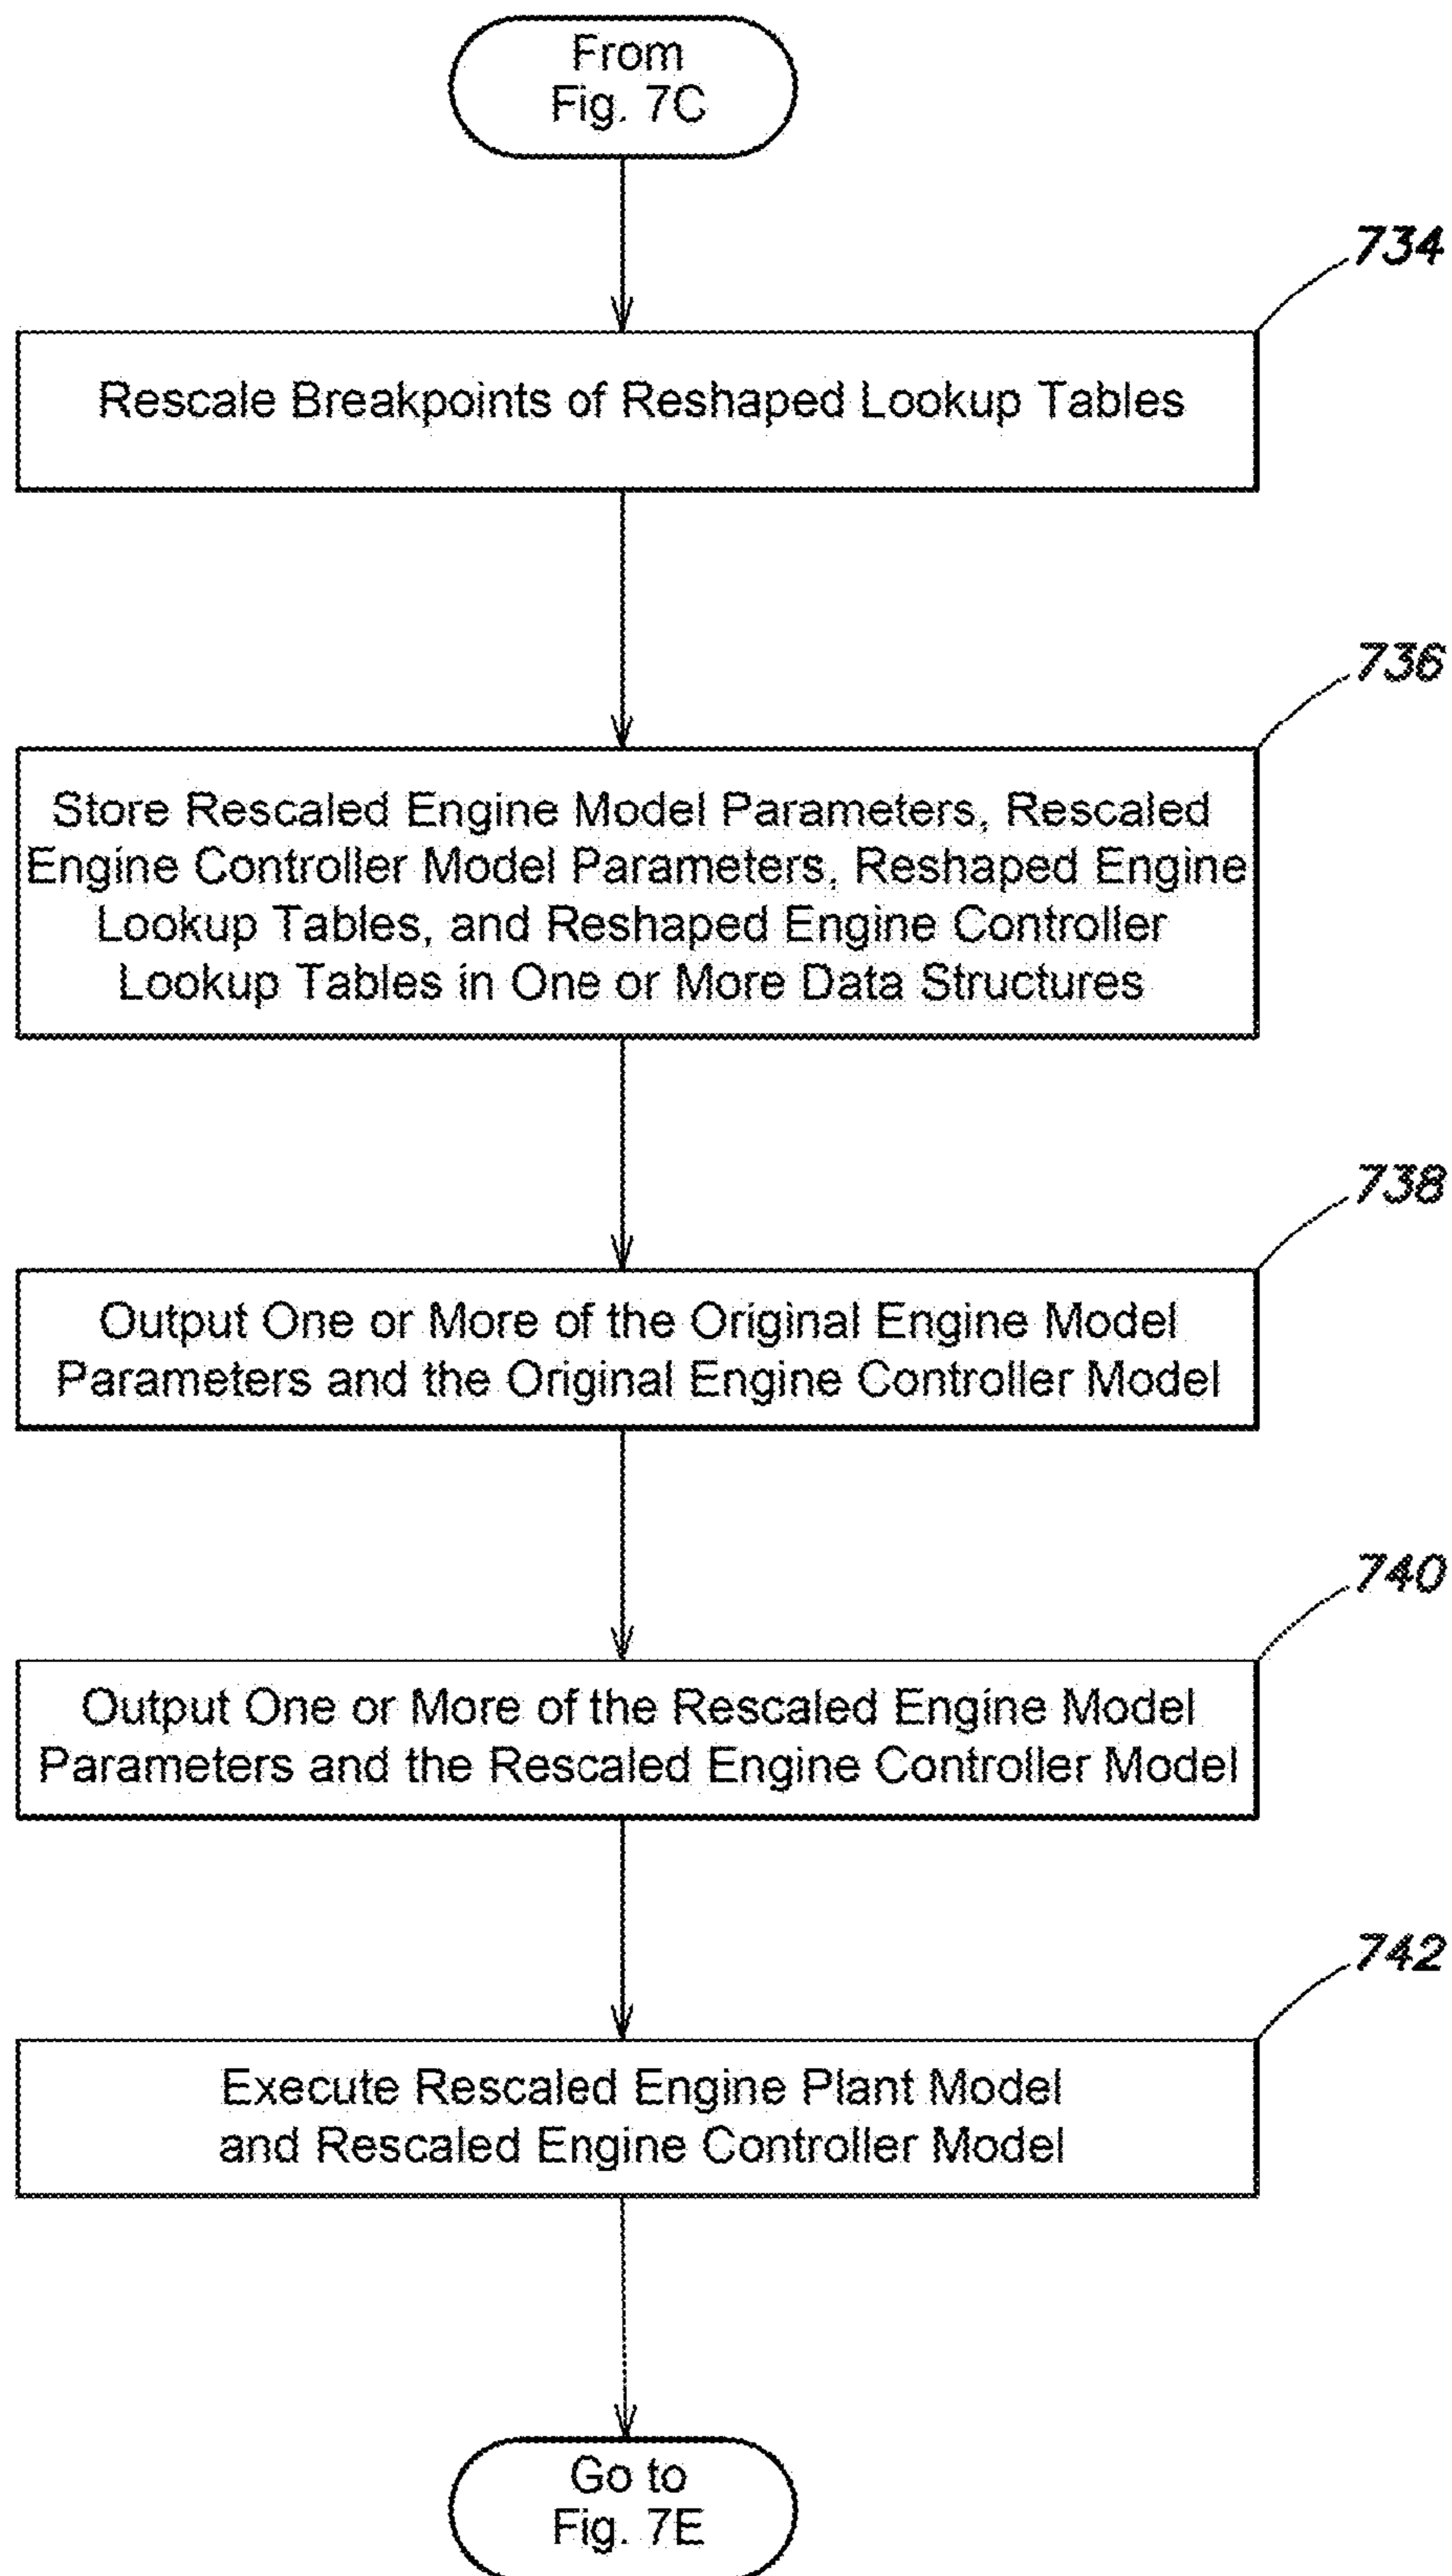 From
Fig. 7C
734
Rescale Breakpoints of Reshaped Lookup Tables
736
Store Rescaled Engine Model Parameters, Rescaled
Engine Controller Model Parameters, Reshaped Engine
Lookup Tables, and Reshaped Engine Controller
Lookup Tables in One or More Data Structures
738
Output One or More of the Original Engine Model
Parameters and the Original Engine Controller Model
740
Output One or More of the Rescaled Engine Model
Parameters and the Rescaled Engine Controller Model
742
Execute Rescaled Engine Plant Model
and Rescaled Engine Controller Model
Go to
Fig. 7E